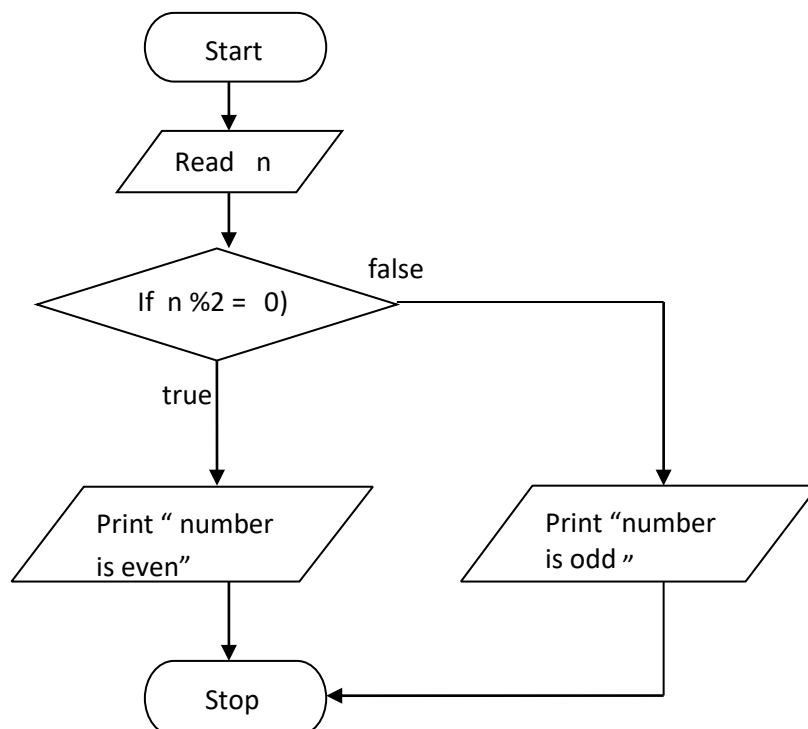 Start
Read n
false
If n %2 = 0)
true
Print “ number
is even”
Print “number
is odd ”
Stop